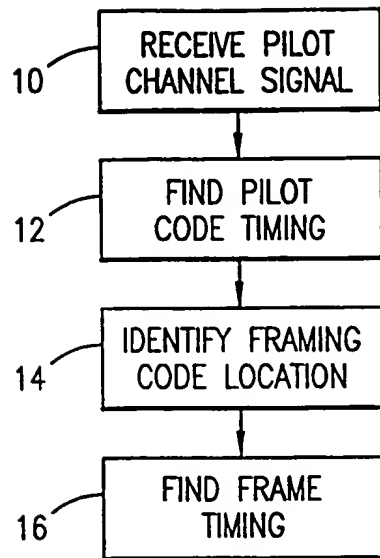 10
RECEIVE PILOT
CHANNEL SIGNAL
12
FIND PILOT
CODE TIMING
14
IDENTIFY FRAMING
CODE LOCATION
16
FIND FRAME
TIMING